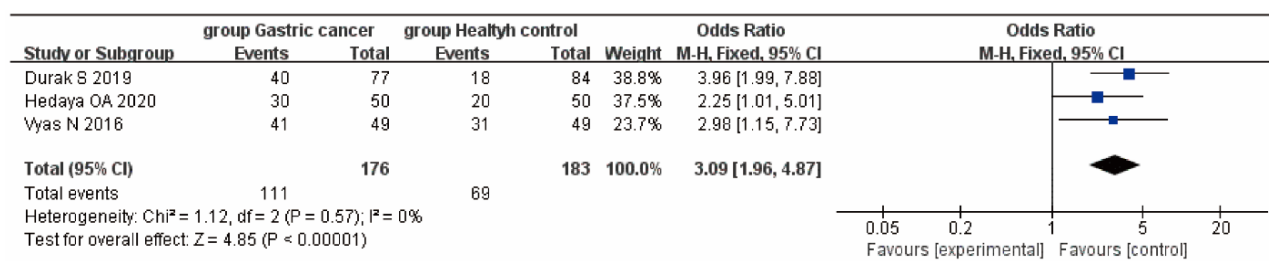 group Gastric cancer group Healtyh control Odds Ratio Odds Ratio
Study or Subgroup Events Total Events Total Weight M-H, Fixed, 95% CI M-H, Fixed, 95% CI
Durak S 2019 40 77 18 84 38.8% 3.96 [1.99, 7.88]
Hedaya OA 2020 30 50 20 50 37.5% 2.25 [1.01, 5.01]
Vyas N 2016 41 49 31 49 23.7% 2.98 [1.15, 7.73]
Total (95% CI) 176 183 100.0% 3.09 [1.96, 4.87]
Total events 111 69
Heterogeneity: Chi² = 1.12, df = 2 (P = 0.57); I² = 0%
Test for overall effect: Z = 4.85 (P < 0.00001)
0.05 0.2 1 5 20
Favours [experimental] Favours [control]